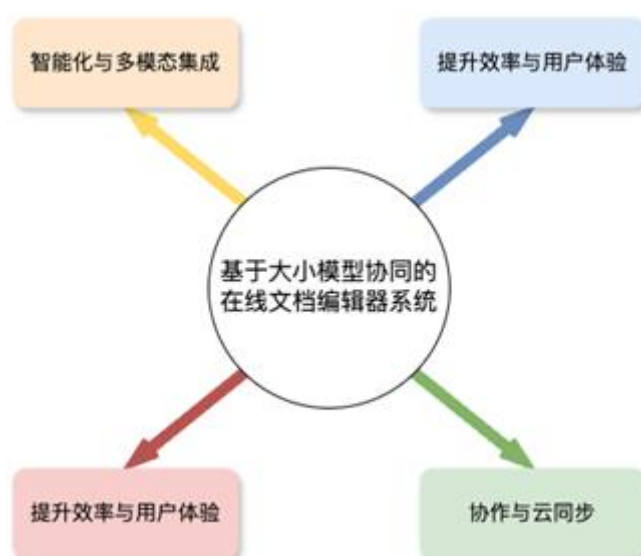 智能化与多模态集成
提升效率与用户体验
基于大小模型协同的
在线文档编辑器系统
提升效率与用户体验
协作与云同步